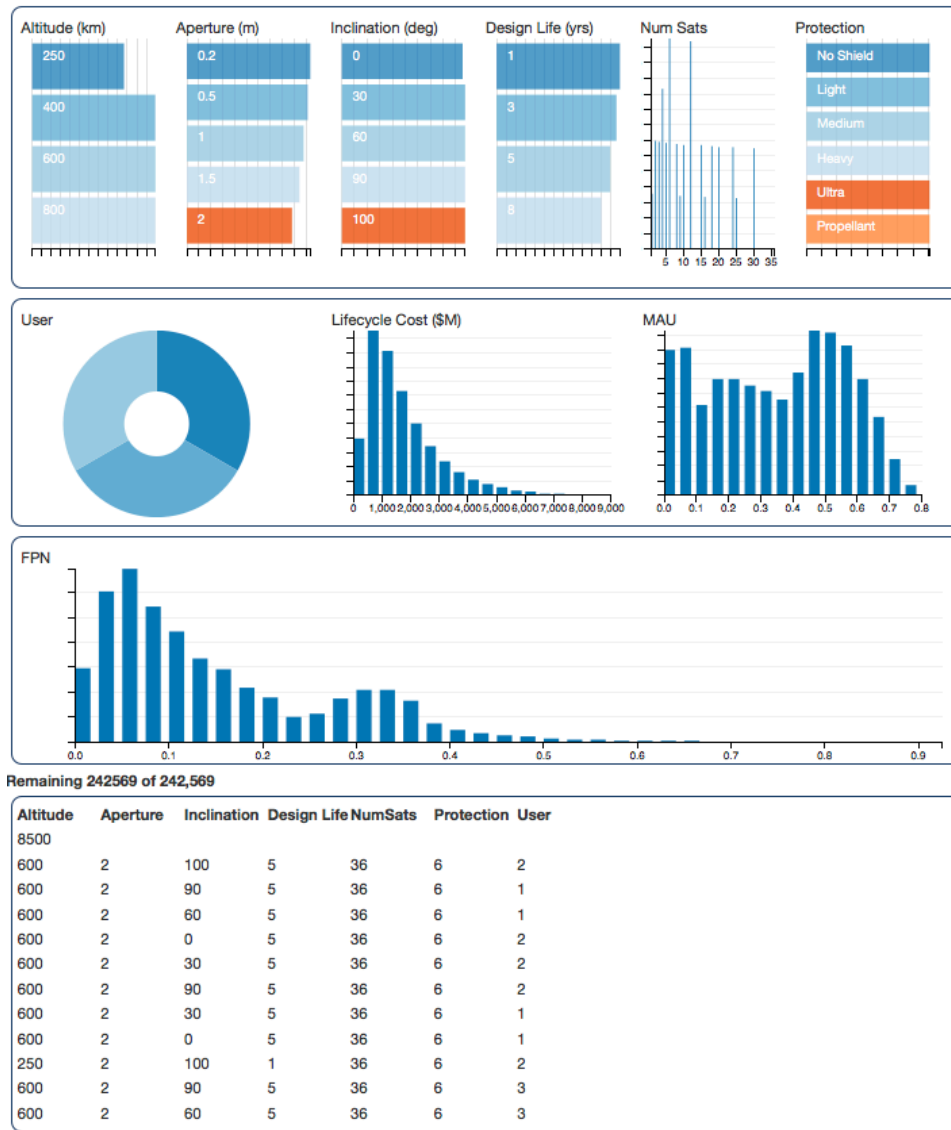 Altitude (km) Aperture (m) Inclination (deg) Design Life (yrs) Num Sats Protection
250 0.2 0 1 No Shield
400 0.5 30 3 Light
600 1 60 5 Medium
800 1.5 90 8 Heavy
2 100 Ultra
Propellant
5 10 15 20 25 30 35
User Lifecycle Cost ($M) MAU
0 1,000 2,000 3,000 4,000 5,000 6,000 7,000 8,000 9,000
0.0 0.1 0.2 0.3 0.4 0.5 0.6 0.7 0.8
FPN
0.0 0.1 0.2 0.3 0.4 0.5 0.6 0.7 0.8 0.9
Remaining 242569 of 242,569
Altitude Aperture Inclination Design Life NumSats Protection User
8500
600 2 100 5 36 6 2
600 2 90 5 36 6 1
600 2 60 5 36 6 1
600 2 0 5 36 6 2
600 2 30 5 36 6 2
600 2 90 5 36 6 2
600 2 30 5 36 6 1
600 2 0 5 36 6 1
250 2 100 1 36 6 2
600 2 90 5 36 6 3
600 2 60 5 36 6 3